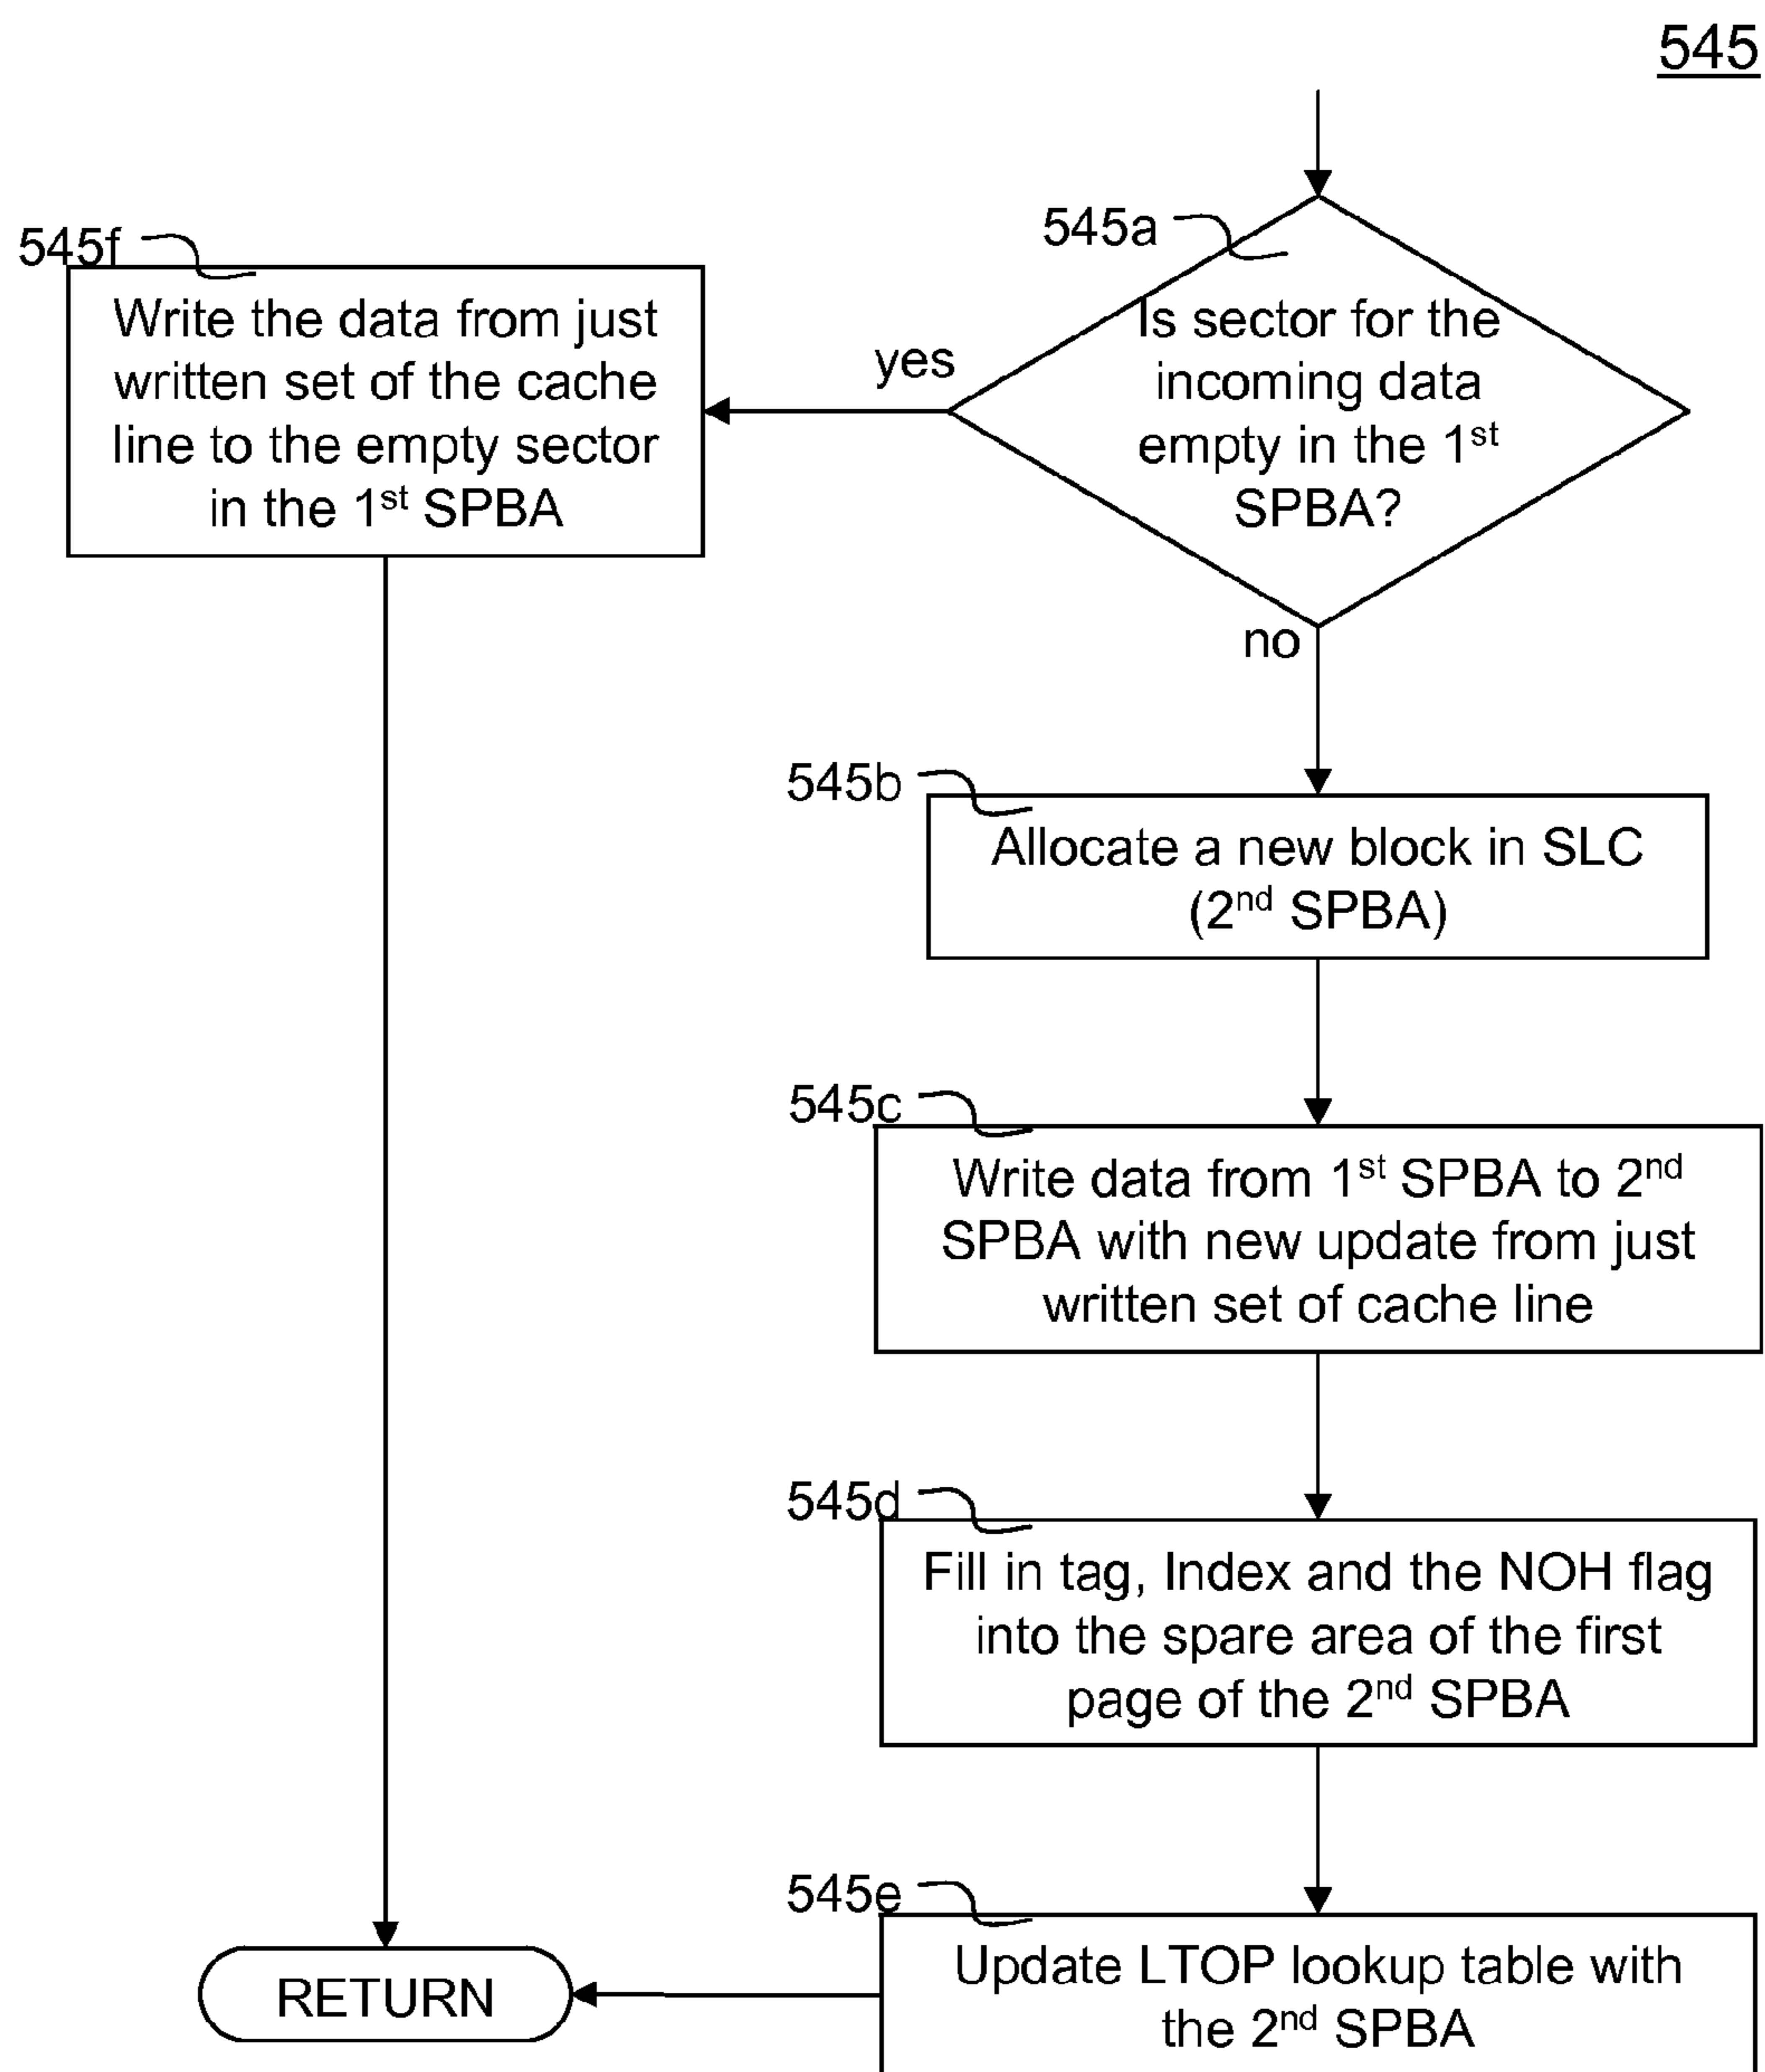 545
545a
Is sector for the
incoming data
empty in the 1st
SPBA?
yes
no
545f
Write the data from just
written set of the cache
line to the empty sector
in the 1st SPBA
545b
Allocate a new block in SLC
(2nd SPBA)
545c
Write data from 1st SPBA to 2nd
SPBA with new update from just
written set of cache line
545d
Fill in tag, Index and the NOH flag
into the spare area of the first
page of the 2nd SPBA
545e
Update LTOP lookup table with
the 2nd SPBA
RETURN